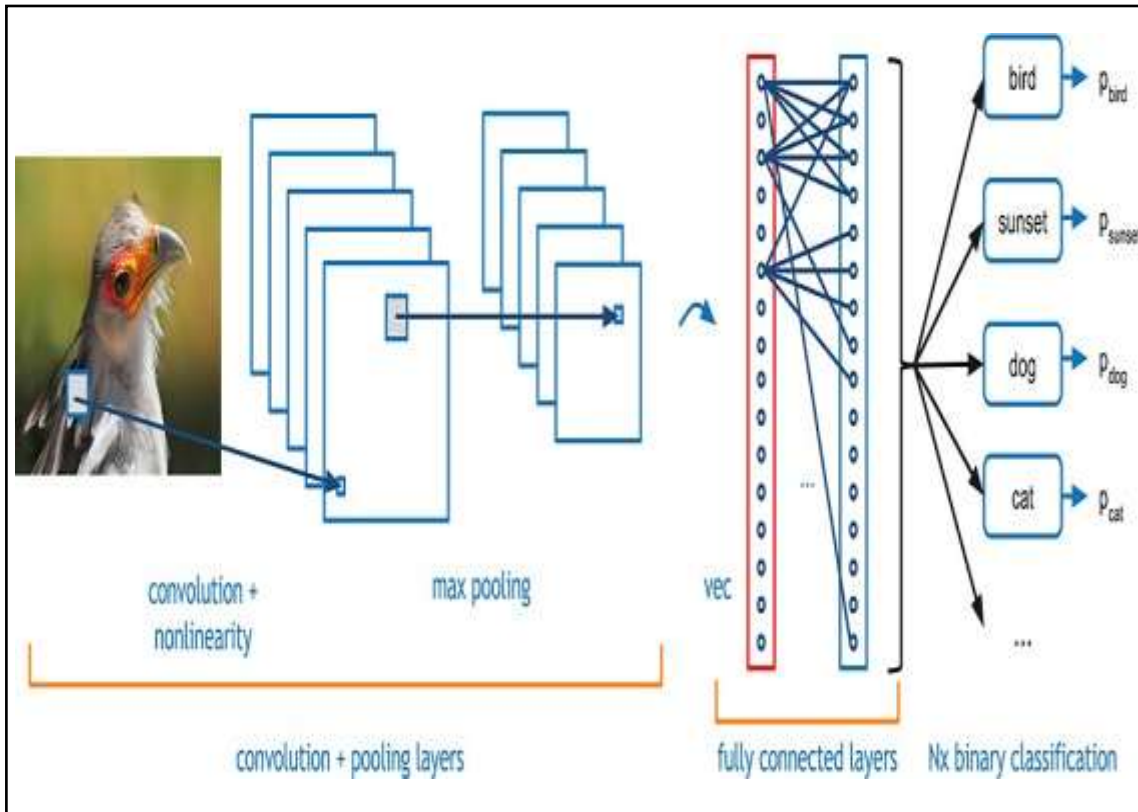 bird
p_bird
sunset
p_sunset
dog
p_dog
cat
p_cat
...
...
convolution +
nonlinearity
max pooling
vec
convolution + pooling layers
fully connected layers
Nx binary classification